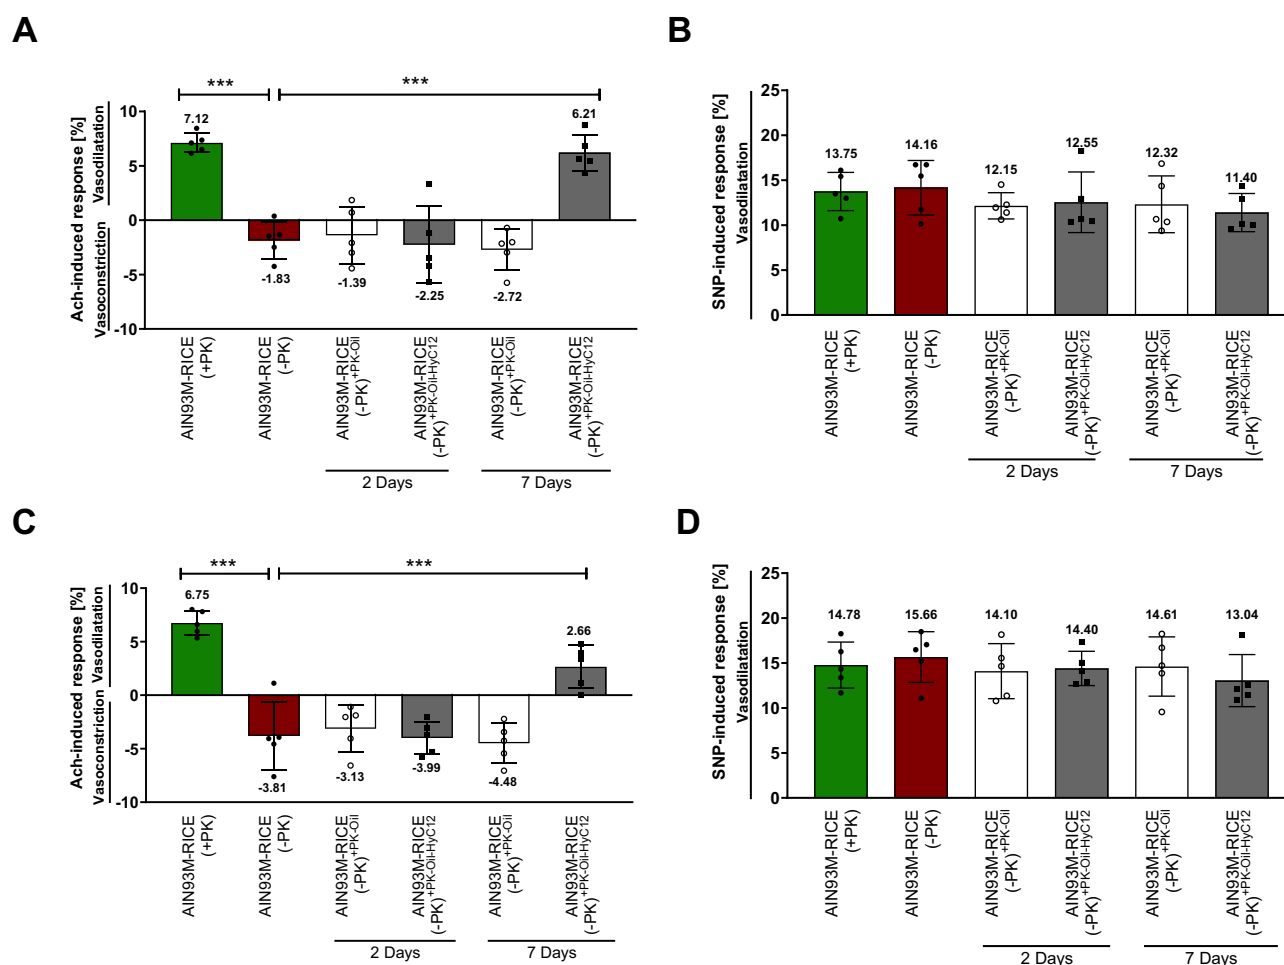 A
Ach-induced response [%]
Vasodilatation
Vasoconstriction
10
5
0
-5
-10
***
***
7.12
-1.83
-1.39
-2.25
-2.72
6.21
AIN93M-RICE
(+PK)
AIN93M-RICE
(-PK)
AIN93M-RICE
(-PK)+PK-Oil
AIN93M-RICE
(-PK)+PK-Oil-HyC12
AIN93M-RICE
(-PK)+PK-Oil
AIN93M-RICE
(-PK)+PK-Oil-HyC12
2 Days
7 Days
B
SNP-induced response [%]
Vasodilatation
25
20
15
10
5
0
13.75
14.16
12.15
12.55
12.32
11.40
AIN93M-RICE
(+PK)
AIN93M-RICE
(-PK)
AIN93M-RICE
(-PK)+PK-Oil
AIN93M-RICE
(-PK)+PK-Oil-HyC12
AIN93M-RICE
(-PK)+PK-Oil
AIN93M-RICE
(-PK)+PK-Oil-HyC12
2 Days
7 Days
C
Ach-induced response [%]
Vasodilatation
Vasoconstriction
10
5
0
-5
-10
***
***
6.75
-3.81
-3.13
-3.99
-4.48
2.66
AIN93M-RICE
(+PK)
AIN93M-RICE
(-PK)
AIN93M-RICE
(-PK)+PK-Oil
AIN93M-RICE
(-PK)+PK-Oil-HyC12
AIN93M-RICE
(-PK)+PK-Oil
AIN93M-RICE
(-PK)+PK-Oil-HyC12
2 Days
7 Days
D
SNP-induced response [%]
Vasodilatation
25
20
15
10
5
0
14.78
15.66
14.10
14.40
14.61
13.04
AIN93M-RICE
(+PK)
AIN93M-RICE
(-PK)
AIN93M-RICE
(-PK)+PK-Oil
AIN93M-RICE
(-PK)+PK-Oil-HyC12
AIN93M-RICE
(-PK)+PK-Oil
AIN93M-RICE
(-PK)+PK-Oil-HyC12
2 Days
7 Days